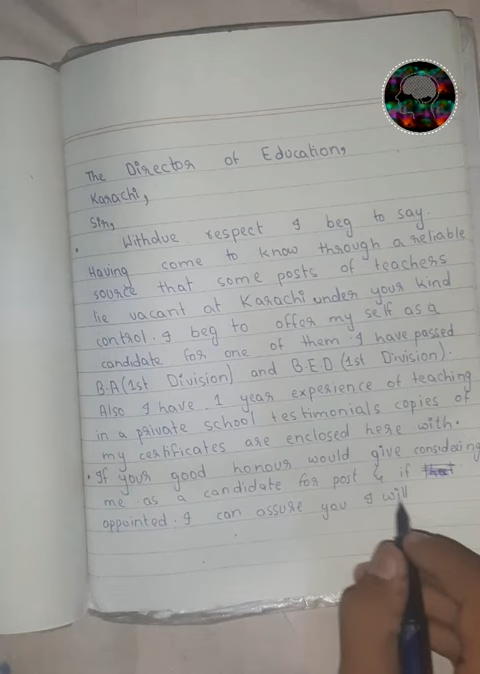 The Director of Education,
Karachi,
Sir,
Withdue respect I beg to say.
Having come to know through a reliable
source that some posts of teachers
lie vacant at Karachi under your kind
control. I beg to offer my self as a
candidate for one of them. I have passed
B.A (1st Division) and B.E.D (1st Division).
Also I have 1 year experience of teaching
in a private school testimonials copies of
my certificates are enclosed here with.
• If your good honour would give considering
me as a candidate for post & if
appointed. I can assure you I will